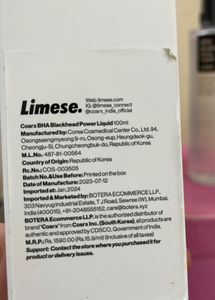 Limese.
Web.limese.com
IG:@limese_connect
@cosrx_india_official
Cosrx BHA Blackhead Power Liquid 100ml
Manufactured by: Corea Cosmedical Center Co., Ltd. 94,
Osongsaengmyeong 9-ro, Osong-eup, Heungdeok-gu,
Cheongju-Si, Chungcheongbuk-do, Republic of Korea
M.L.No.: 487-81-00564
Country of Origin: Republic of Korea
Rc.No.: COS-003505
Batch No.&Use Before: Printed on the box
Date of Manufacture: 2023-07-12
Imported at: Jan,2024
Imported & Marketed by: BOTERA ECOMMERCE LLP.,
303 Navyug Industrial Estate, T J Road, Sewree (W), Mumbai,
India (400015), +91-2048555152, care@botera.xyz
BOTERA Ecommerce LLP is the authorized distributor of
brand 'Cosrx' from Cosrx Inc. (South Korea), all products are
authentic and approved by CDSCO, Government of India.
M.R.P.: Rs. 1590.00 (Rs 15.9/ml) (Inclusive of all taxes)
Support: Contact the store where you purchased it for
product or delivery issues.